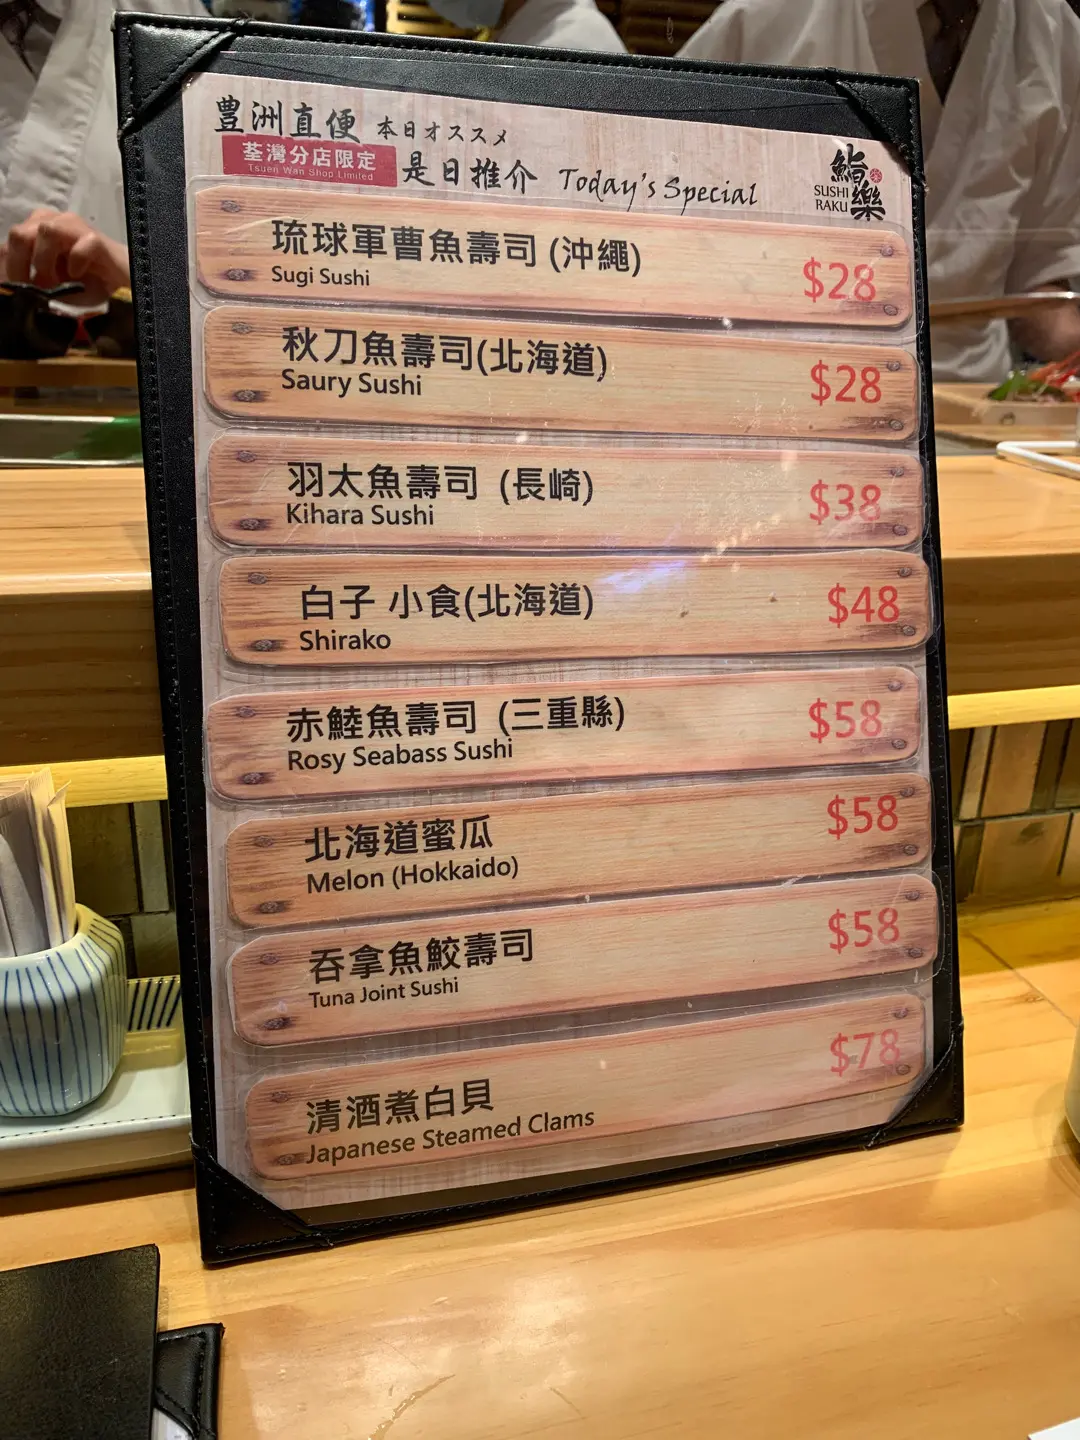 豊洲直便 本日オススメ
荃灣分店限定
Tsuen Wan Shop Limited
是日推介 Today's Special
鮨樂
SUSHI
RAKU
琉球軍曹魚壽司 (沖繩)
Sugi Sushi
$28
秋刀魚壽司(北海道)
Saury Sushi
$28
羽太魚壽司 (長崎)
Kihara Sushi
$38
白子 小食(北海道)
Shirako
$48
赤鯥魚壽司 (三重縣)
Rosy Seabass Sushi
$58
北海道蜜瓜
Melon (Hokkaido)
$58
吞拿魚鮫壽司
Tuna Joint Sushi
$58
清酒煮白貝
Japanese Steamed Clams
$78